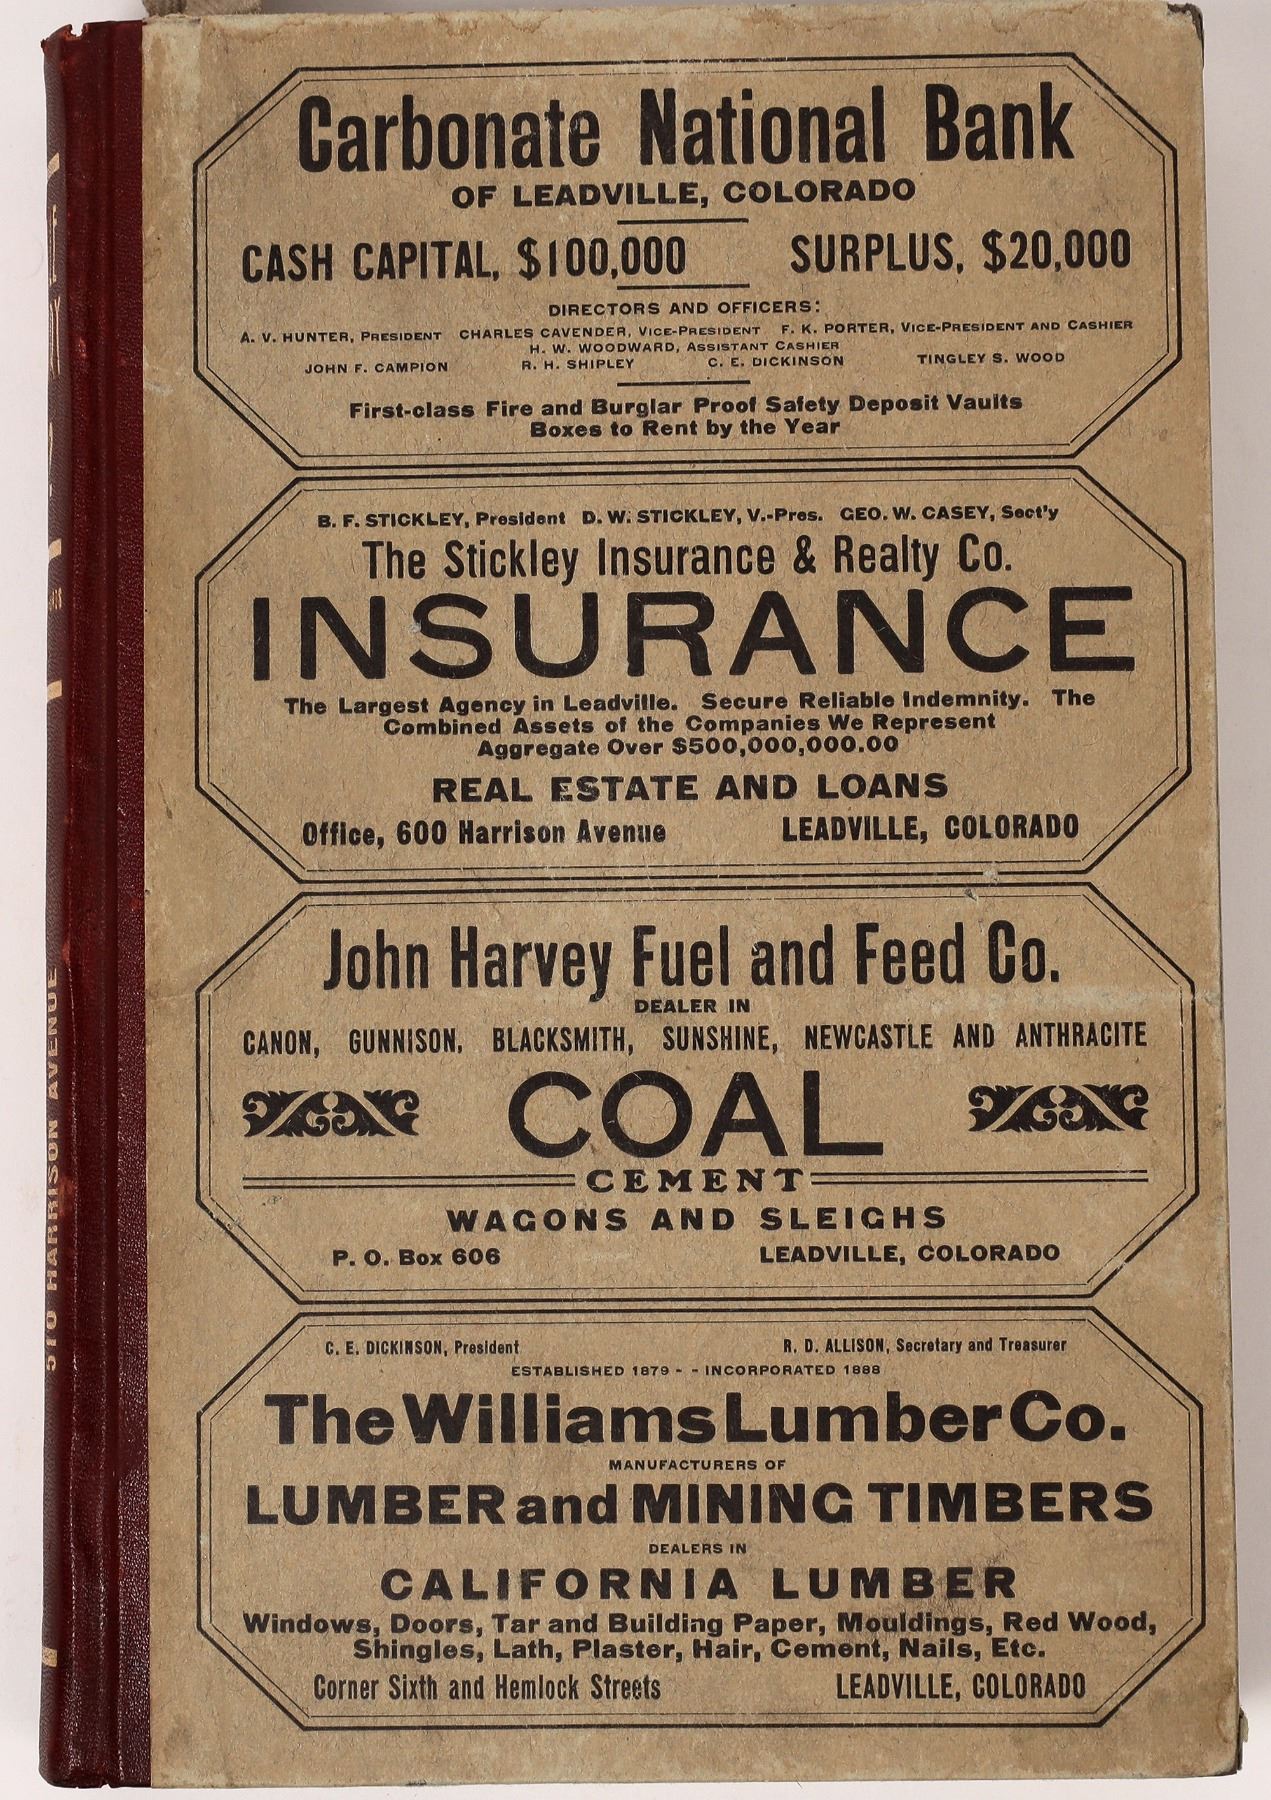 Carbonate National Bank
OF LEADVILLE, COLORADO
CASH CAPITAL, $100,000 SURPLUS, $20,000
DIRECTORS AND OFFICERS:
A. V. HUNTER, PRESIDENT CHARLES CAVENDER, VICE-PRESIDENT F. K. PORTER, VICE-PRESIDENT AND CASHIER
H. W. WOODWARD, ASSISTANT CASHIER
JOHN F. CAMPION R. H. SHIPLEY C. E. DICKINSON TINGLEY S. WOOD
First-class Fire and Burglar Proof Safety Deposit Vaults
Boxes to Rent by the Year
B. F. STICKLEY, President D. W. STICKLEY, V.-Pres. GEO. W. CASEY, Sect'y
The Stickley Insurance & Realty Co.
INSURANCE
The Largest Agency in Leadville. Secure Reliable Indemnity. The
Combined Assets of the Companies We Represent
Aggregate Over $500,000,000.00
REAL ESTATE AND LOANS
Office, 600 Harrison Avenue LEADVILLE, COLORADO
John Harvey Fuel and Feed Co.
DEALER IN
CANON, GUNNISON, BLACKSMITH, SUNSHINE, NEWCASTLE AND ANTHRACITE
COAL
CEMENT
WAGONS AND SLEIGHS
P. O. Box 606 LEADVILLE, COLORADO
C. E. DICKINSON, President R. D. ALLISON, Secretary and Treasurer
ESTABLISHED 1879 - - INCORPORATED 1888
The Williams Lumber Co.
MANUFACTURERS OF
LUMBER and MINING TIMBERS
DEALERS IN
CALIFORNIA LUMBER
Windows, Doors, Tar and Building Paper, Mouldings, Red Wood,
Shingles, Lath, Plaster, Hair, Cement, Nails, Etc.
Corner Sixth and Hemlock Streets LEADVILLE, COLORADO
510 HARRISON AVENUE